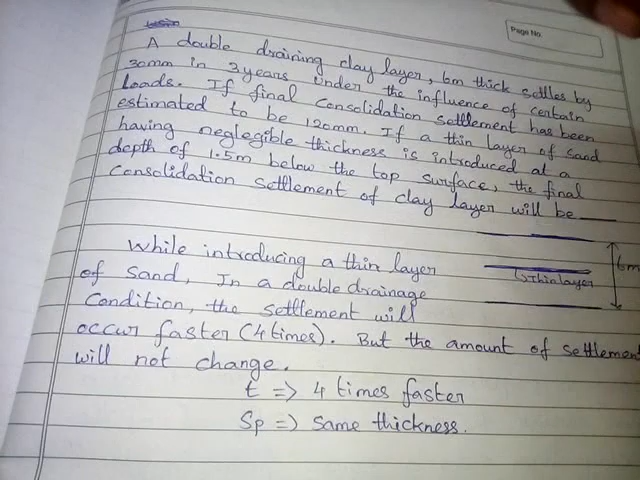 Page No.
A double draining clay layer, 6m thick settles by
30mm in 3 years under the influence of certain
loads. If final consolidation settlement has been
estimated to be 120mm. If a thin layer of sand
having neglegible thickness is introduced at a
depth of 1.5m below the top surface, the final
consolidation settlement of clay layer will be
While introducing a thin layer
6m
of sand, In a double drainage
Thin layer
condition, the settlement will
occur faster (4 times). But the amount of settlement
will not change.
t => 4 times faster
Sp => same thickness.